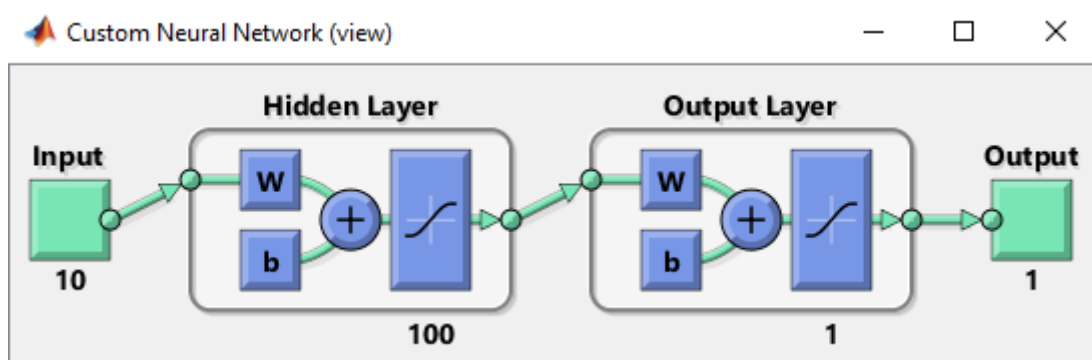 Custom Neural Network (view)
Hidden Layer
Output Layer
Input
W
b
10
100
W
b
1
Output
1